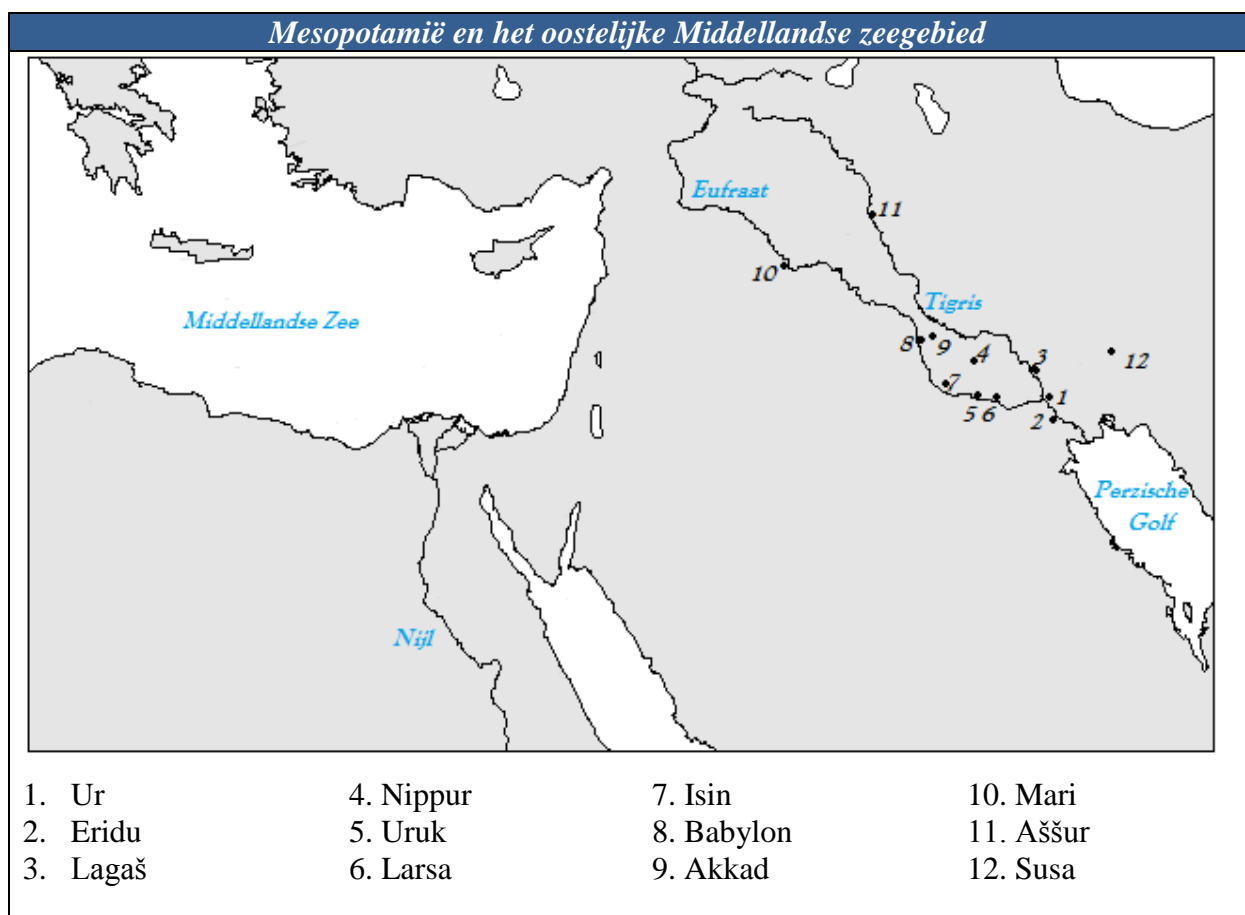 Mesopotamië en het oostelijke Middellandse zeegebied
Eufraat
11
10
Tigris
Middellandse Zee
8
9
4
3
12
7
5 6
1
2
Perzische
Golf
Nijl
1. Ur 4. Nippur 7. Isin 10. Mari
2. Eridu 5. Uruk 8. Babylon 11. Aššur
3. Lagaš 6. Larsa 9. Akkad 12. Susa